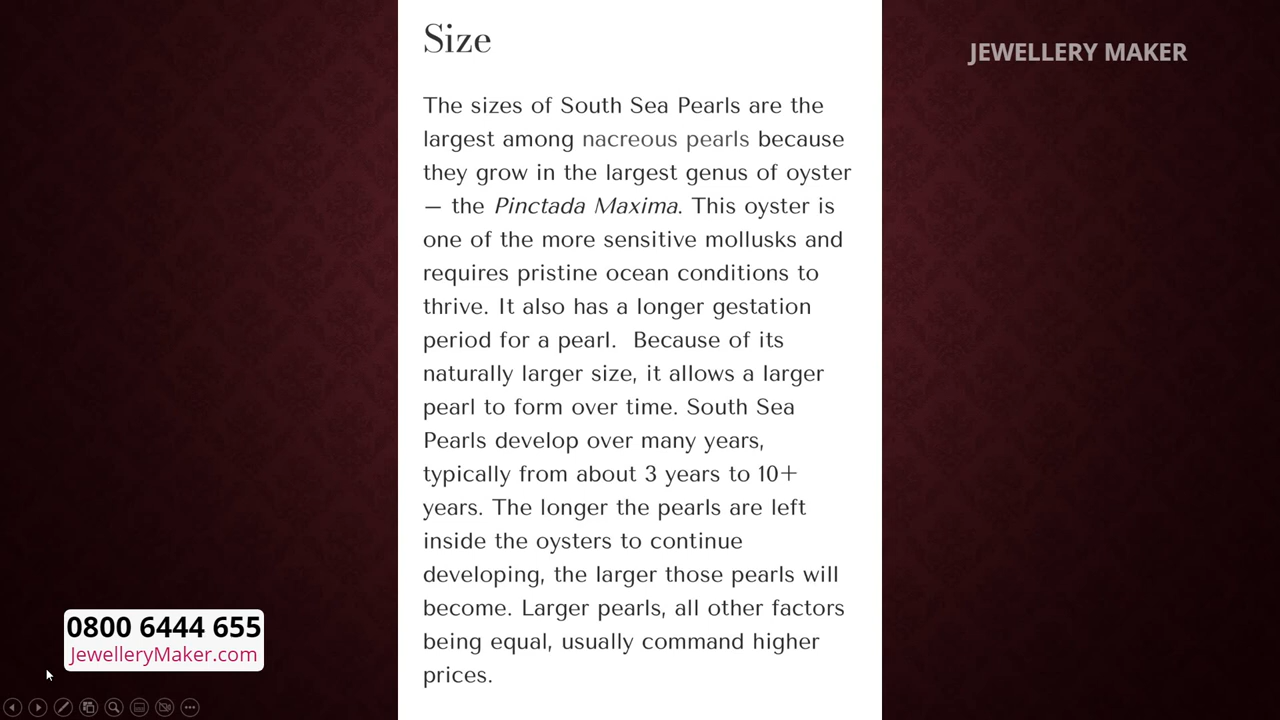 Size
JEWELLERY MAKER
The sizes of South Sea Pearls are the
largest among nacreous pearls because
they grow in the largest genus of oyster
– the Pinctada Maxima. This oyster is
one of the more sensitive mollusks and
requires pristine ocean conditions to
thrive. It also has a longer gestation
period for a pearl.  Because of its
naturally larger size, it allows a larger
pearl to form over time. South Sea
Pearls develop over many years,
typically from about 3 years to 10+
years. The longer the pearls are left
inside the oysters to continue
developing, the larger those pearls will
become. Larger pearls, all other factors
being equal, usually command higher
prices.
0800 6444 655
JewelleryMaker.com